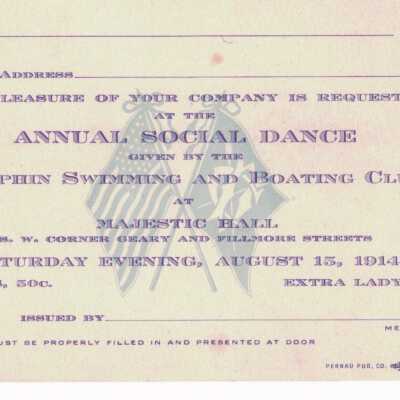 ADDRESS
LEASURE OF YOUR COMPANY IS REQUEST
AT THE
ANNUAL SOCIAL DANCE
GIVEN BY THE
PHIN SWIMMING AND BOATING CLU
AT
MAJESTIC HALL
S. W. CORNER GEARY AND FILLMORE STREETS
TURDAY EVENING, AUGUST 15, 1914
, 50c. EXTRA LADY
ISSUED BY
ME
UST BE PROPERLY FILLED IN AND PRESENTED AT DOOR
PERNAU PUB. CO.